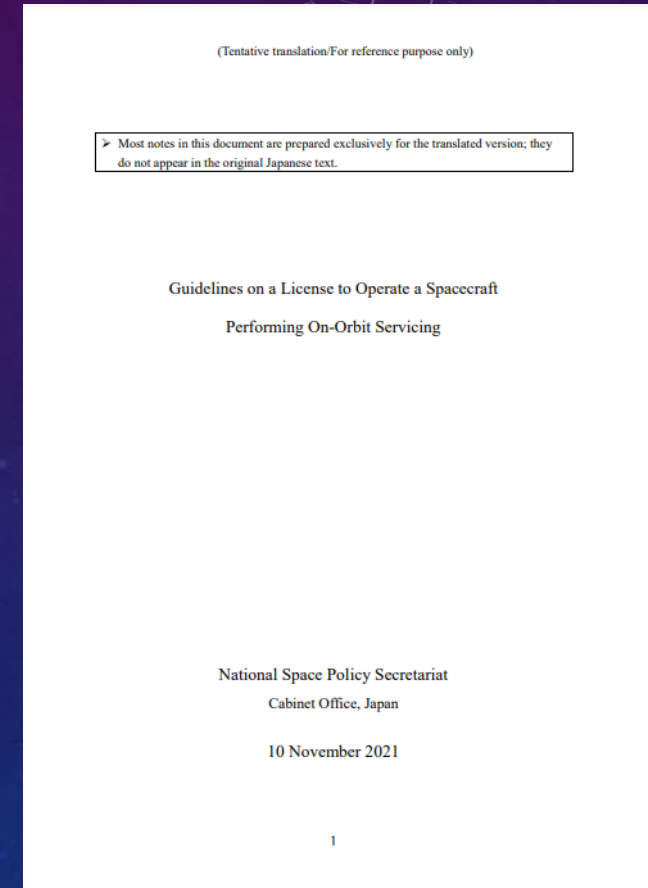 (Tentative translation/For reference purpose only)
➢ Most notes in this document are prepared exclusively for the translated version; they
do not appear in the original Japanese text.
Guidelines on a License to Operate a Spacecraft
Performing On-Orbit Servicing
National Space Policy Secretariat
Cabinet Office, Japan
10 November 2021
1